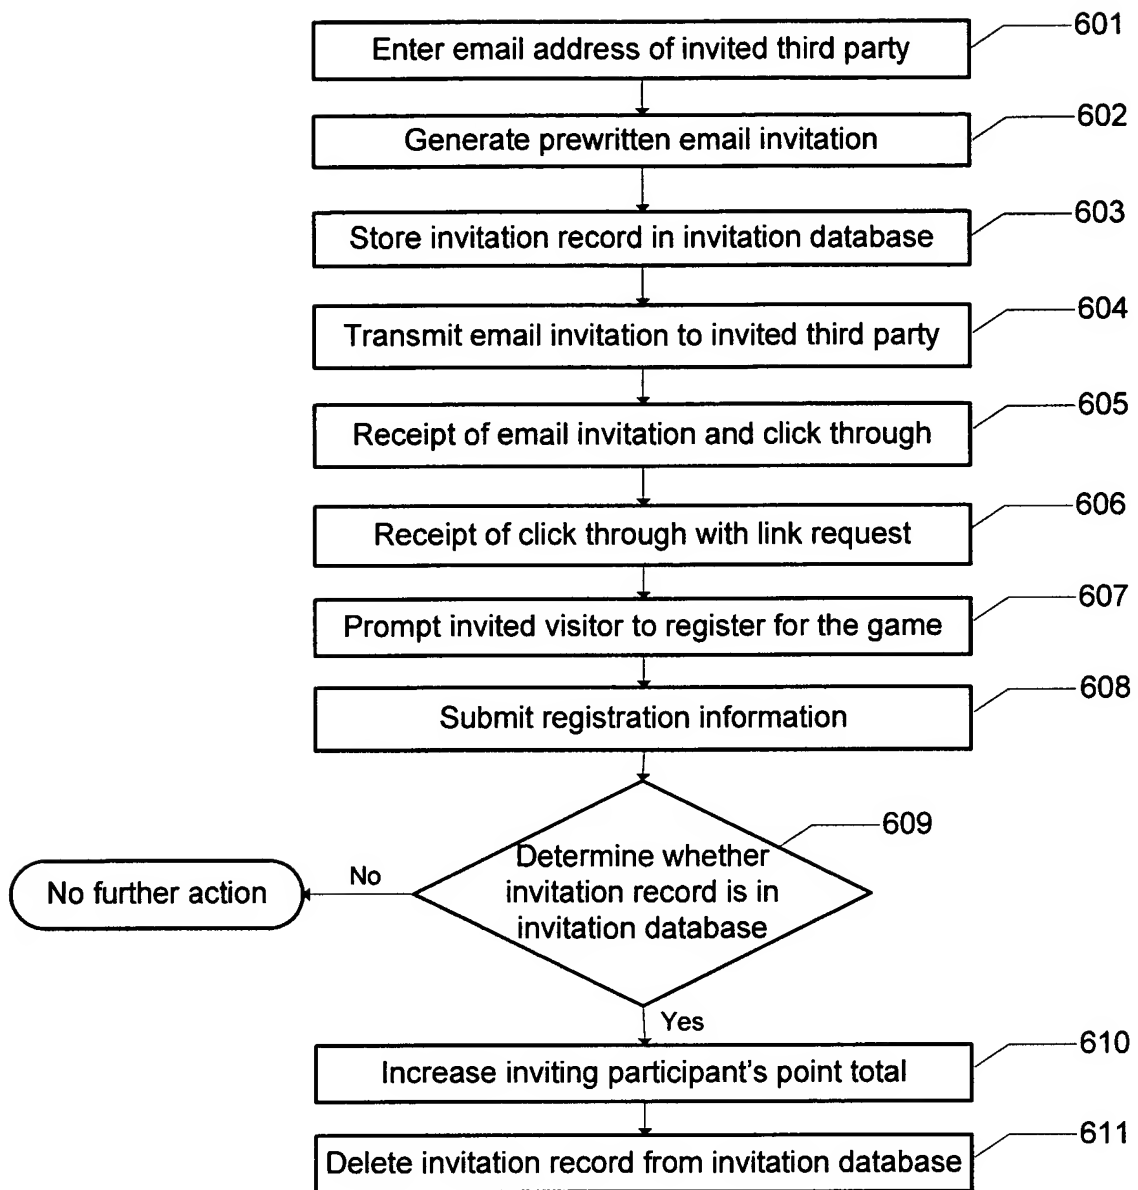 Enter email address of invited third party
601
Generate prewritten email invitation
602
Store invitation record in invitation database
603
Transmit email invitation to invited third party
604
Receipt of email invitation and click through
605
Receipt of click through with link request
606
Prompt invited visitor to register for the game
607
Submit registration information
608
609
Determine whether
invitation record is in
invitation database
No
No further action
Yes
Increase inviting participant's point total
610
Delete invitation record from invitation database
611